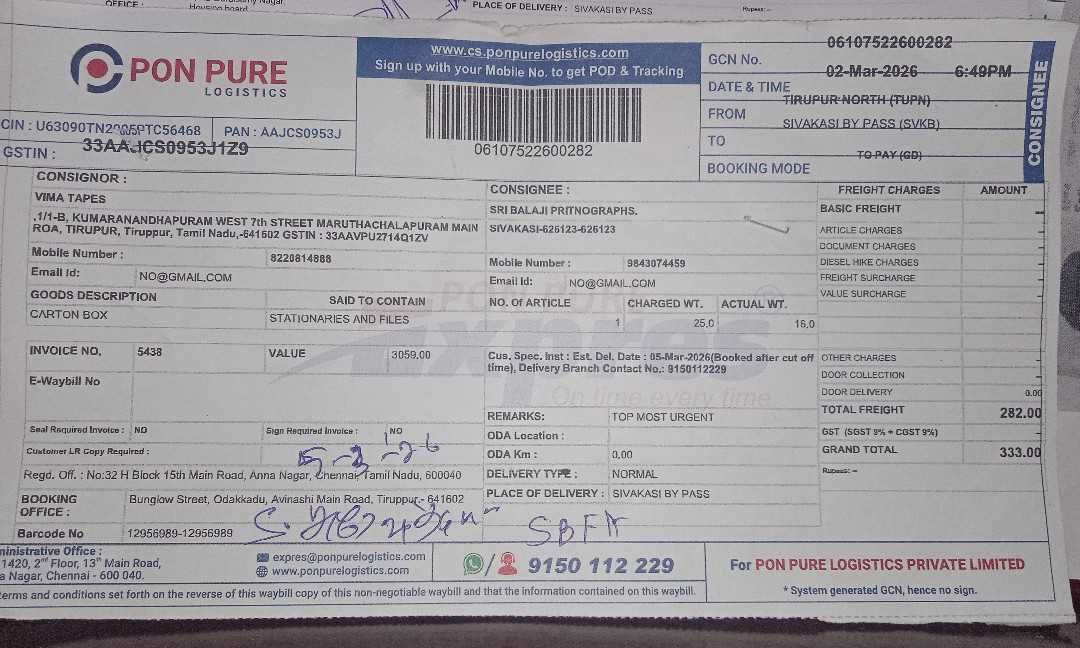 OFFICE :
Housing board
PLACE OF DELIVERY : SIVAKASI BY PASS
Rupees: --
PON PURE
LOGISTICS
www.cs.ponpurelogistics.com
Sign up with your Mobile No. to get POD & Tracking
06107522600282
GCN No. 06107522600282
DATE & TIME 02-Mar-2026 6:49PM
FROM TIRUPUR NORTH (TUPN)
TO SIVAKASI BY PASS (SVKB)
BOOKING MODE TO PAY (GD)
CONSIGNEE
CIN : PAN : AAJCS0953J
GSTIN : 33AAJCS0953J1Z9
CONSIGNOR :
VIMA TAPES
.1/1-B, KUMARANANDHAPURAM WEST 7th STREET MARUTHACHALAPURAM MAIN
ROA, TIRUPUR, Tiruppur, Tamil Nadu,-641602 GSTIN : 33AAVPU2714Q1ZV
Mobile Number : 8220814888
Email Id: NO@GMAIL.COM
GOODS DESCRIPTION SAID TO CONTAIN
CARTON BOX STATIONARIES AND FILES
CONSIGNEE :
SRI BALAJI PRITNOGRAPHS.
SIVAKASI-626123-626123
Mobile Number : 9843074459
Email Id: NO@GMAIL.COM
NO. Of ARTICLE CHARGED WT. ACTUAL WT.
1 25.0 16.0
FREIGHT CHARGES AMOUNT
BASIC FREIGHT --
ARTICLE CHARGES
DOCUMENT CHARGES
DIESEL HIKE CHARGES
FREIGHT SURCHARGE
VALUE SURCHARGE
INVOICE NO. 5438 VALUE 3059.00
E-Waybill No
Seal Required Invoice : NO Sign Required Invoice : NO
Customer LR Copy Required :
5-3-26
Cus. Spec. Inst : Est. Del. Date : 05-Mar-2026(Booked after cut off
time), Delivery Branch Contact No.: 9150112229
PON PURE
Expres
On time every time
REMARKS: TOP MOST URGENT
ODA Location :
ODA Km : 0.00
DELIVERY TYPE : NORMAL
PLACE OF DELIVERY : SIVAKASI BY PASS
OTHER CHARGES
DOOR COLLECTION
DOOR DELIVERY 0.00
TOTAL FREIGHT 282.00
GST (SGST 9% + CGST 9%)
GRAND TOTAL 333.00
Rupees: --
Regd. Off. : No:32 H Block 15th Main Road, Anna Nagar, Chennai, Tamil Nadu, 600040
BOOKING OFFICE : Bunglow Street, Odakkadu, Avinashi Main Road, Tiruppur,- 641602
Barcode No 12956989-12956989
SBFA
ministrative Office :
1420, 2nd Floor, 13th Main Road,
a Nagar, Chennai - 600 040.
expres@ponpurelogistics.com
www.ponpurelogistics.com
9150 112 229
For PON PURE LOGISTICS PRIVATE LIMITED
* System generated GCN, hence no sign.
terms and conditions set forth on the reverse of this waybill copy of this non-negotiable waybill and that the information contained on this waybill.